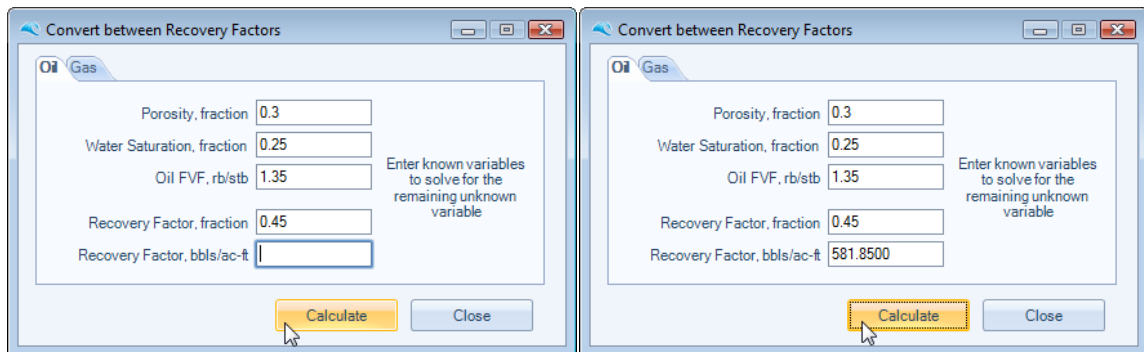 Convert between Recovery Factors
Oil Gas
Porosity, fraction 0.3
Water Saturation, fraction 0.25
Oil FVF, rb/stb 1.35
Enter known variables
to solve for the
remaining unknown
variable
Recovery Factor, fraction 0.45
Recovery Factor, bbls/ac-ft
Calculate Close
Convert between Recovery Factors
Oil Gas
Porosity, fraction 0.3
Water Saturation, fraction 0.25
Oil FVF, rb/stb 1.35
Enter known variables
to solve for the
remaining unknown
variable
Recovery Factor, fraction 0.45
Recovery Factor, bbls/ac-ft 581.8500
Calculate Close